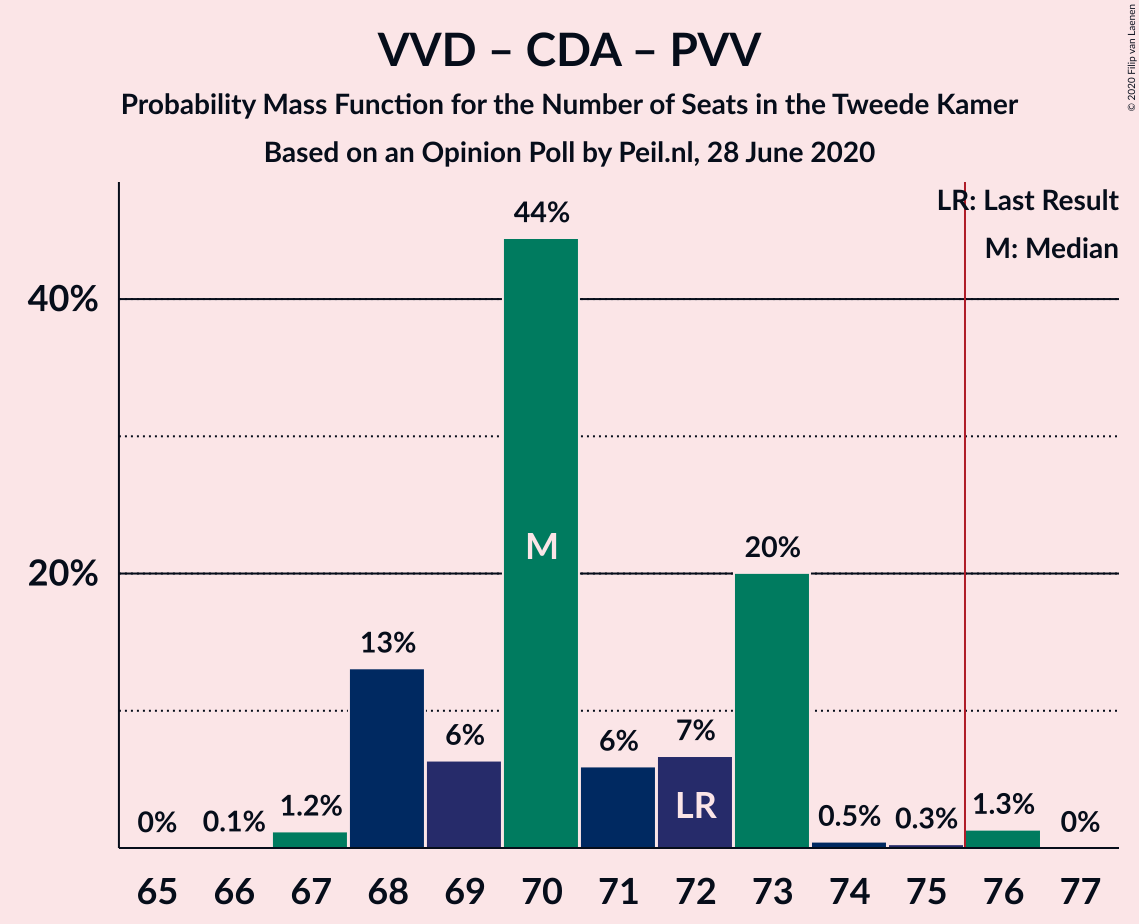 VVD – CDA – PVV
Probability Mass Function for the Number of Seats in the Tweede Kamer
Based on an Opinion Poll by Peil.nl, 28 June 2020
© 2020 Filip van Laenen
LR: Last Result
M: Median
40%
20%
0%
0.1%
1.2%
13%
6%
44%
M
6%
7%
LR
20%
0.5%
0.3%
1.3%
0%
65 66 67 68 69 70 71 72 73 74 75 76 77